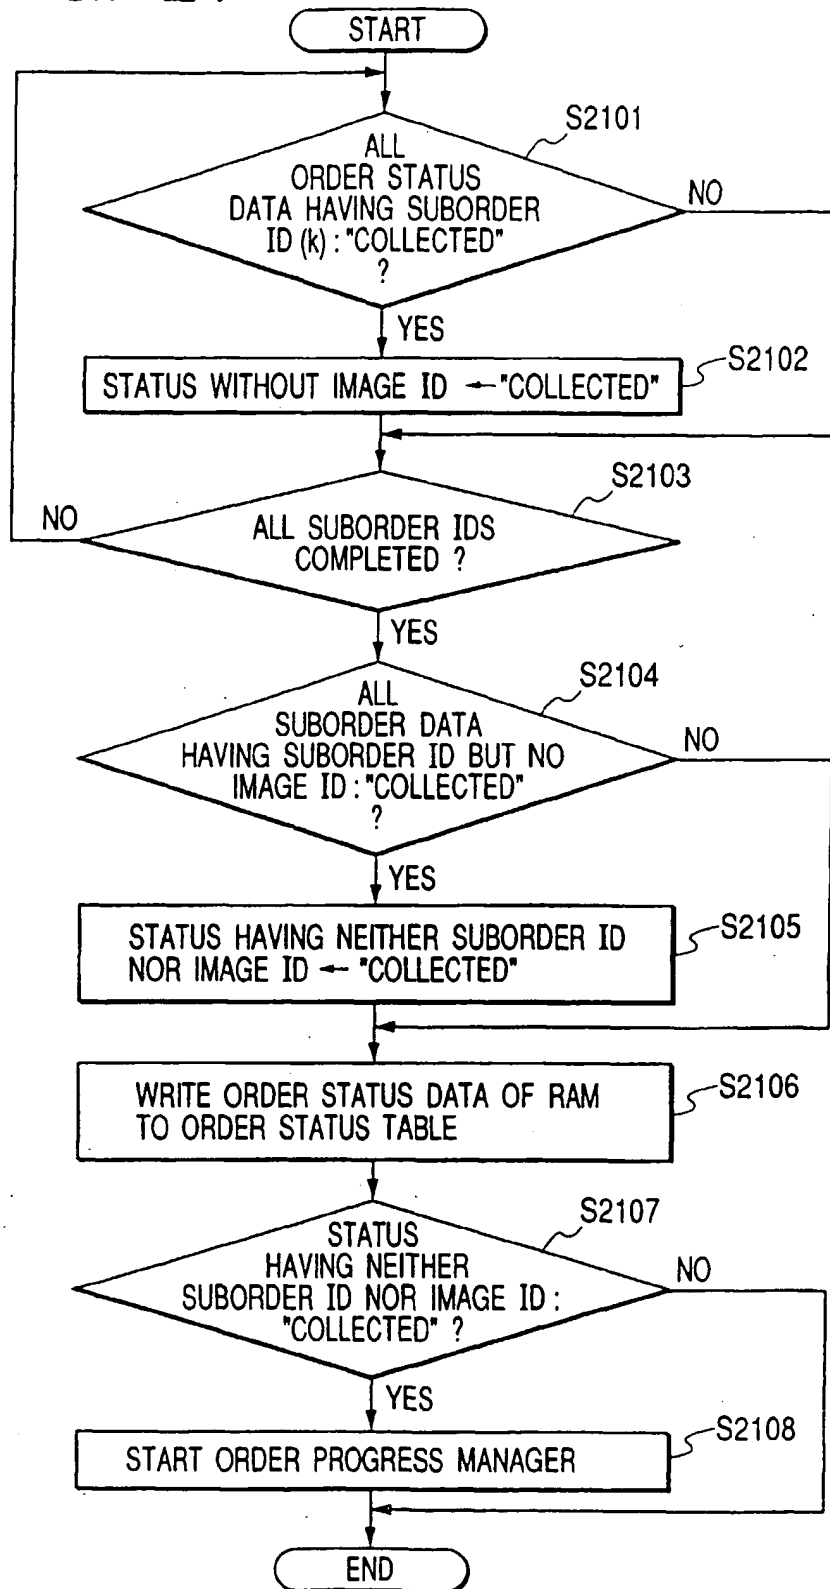 START
S2101
ALL
ORDER STATUS
DATA HAVING SUBORDER
ID (k) : "COLLECTED"
?
NO
YES
S2102
STATUS WITHOUT IMAGE ID ← "COLLECTED"
S2103
NO
ALL SUBORDER IDS
COMPLETED ?
YES
S2104
ALL
SUBORDER DATA
HAVING SUBORDER ID BUT NO
IMAGE ID : "COLLECTED"
?
NO
YES
S2105
STATUS HAVING NEITHER SUBORDER ID
NOR IMAGE ID ← "COLLECTED"
S2106
WRITE ORDER STATUS DATA OF RAM
TO ORDER STATUS TABLE
S2107
STATUS
HAVING NEITHER
SUBORDER ID NOR IMAGE ID :
"COLLECTED" ?
NO
YES
S2108
START ORDER PROGRESS MANAGER
END